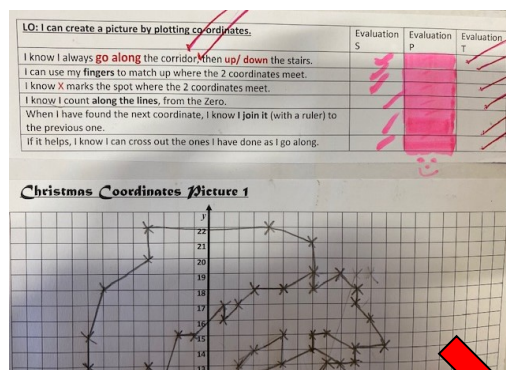 LO: I can create a picture by plotting co-ordinates.
Evaluation S
Evaluation P
Evaluation T
I know I always go along the corridor, then up/ down the stairs.
I can use my fingers to match up where the 2 coordinates meet.
I know X marks the spot where the 2 coordinates meet.
I know I count along the lines, from the Zero.
When I have found the next coordinate, I know I join it (with a ruler) to
the previous one.
If it helps, I know I can cross out the ones I have done as I go along.
Christmas Coordinates Picture 1
y
22
21
20
19
18
17
16
15
14
13